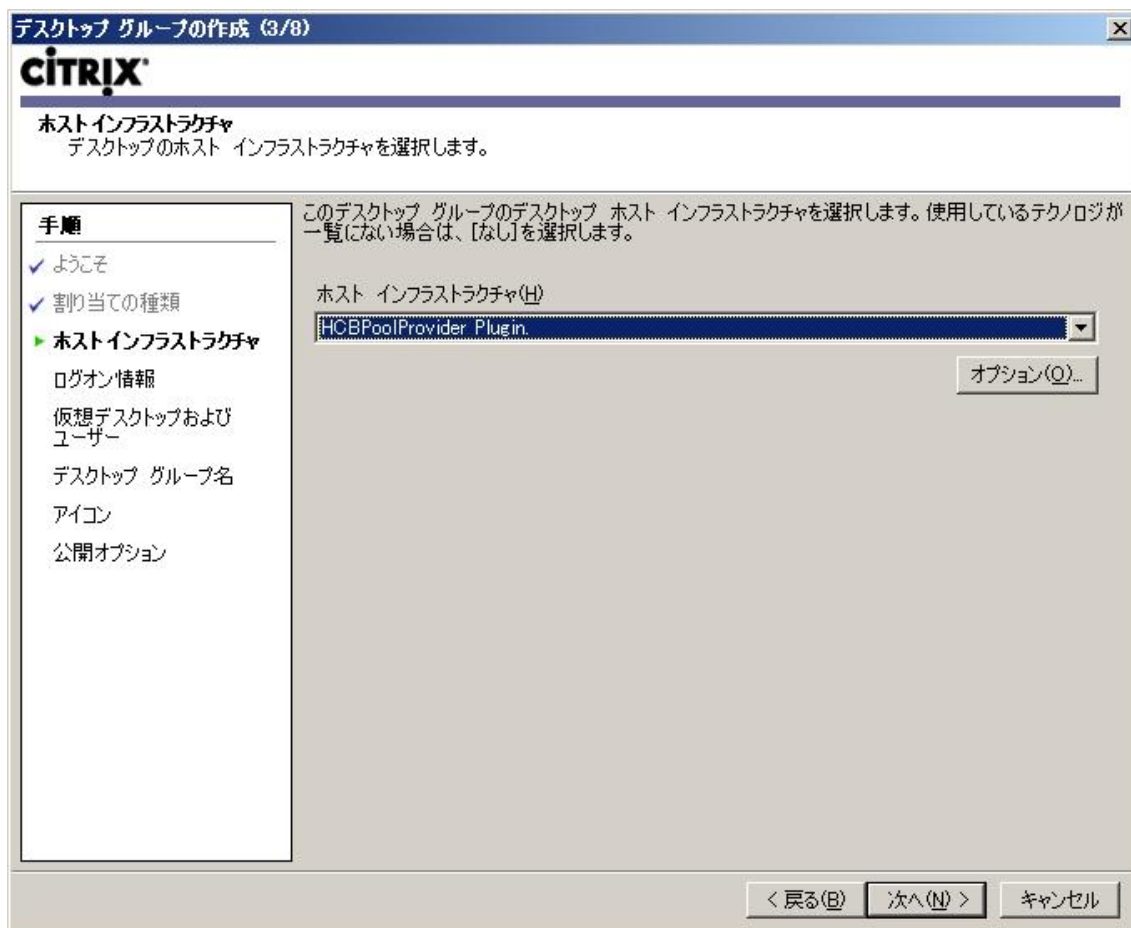 デスクトップ グループの作成 (3/8)
CİTRIX
ホスト インフラストラクチャ
デスクトップのホスト インフラストラクチャを選択します。
手順
ようこそ
割り当ての種類
ホスト インフラストラクチャ
ログオン情報
仮想デスクトップおよび
ユーザー
デスクトップ グループ名
アイコン
公開オプション
このデスクトップ グループのデスクトップ ホスト インフラストラクチャを選択します。使用しているテクノロジが
一覧にない場合は、[なし]を選択します。
ホスト インフラストラクチャ(H)
HCBPoolProvider Plugin.
オプション(O)...
< 戻る(B)
次へ(N) >
キャンセル